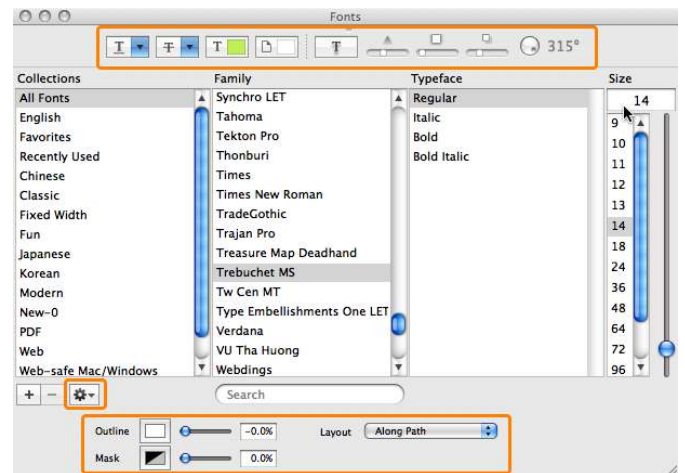 Fonts
T T T T 315°
Collections Family Typeface Size
All Fonts Synchro LET Regular 14
English Tahoma Italic 9
Favorites Tekton Pro Bold 10
Recently Used Thonburi Bold Italic 11
Chinese Times 12
Classic Times New Roman 13
Fixed Width TradeGothic 14
Fun Trajan Pro 18
Japanese Treasure Map Deadhand 24
Korean Trebuchet MS 36
Modern Tw Cen MT 48
New-0 Type Embellishments One LET 64
PDF Verdana 72
Web VU Tha Huong 96
Web-safe Mac/Windows Webdings
+ − Search
Outline -0.0% Layout Along Path
Mask 0.0%